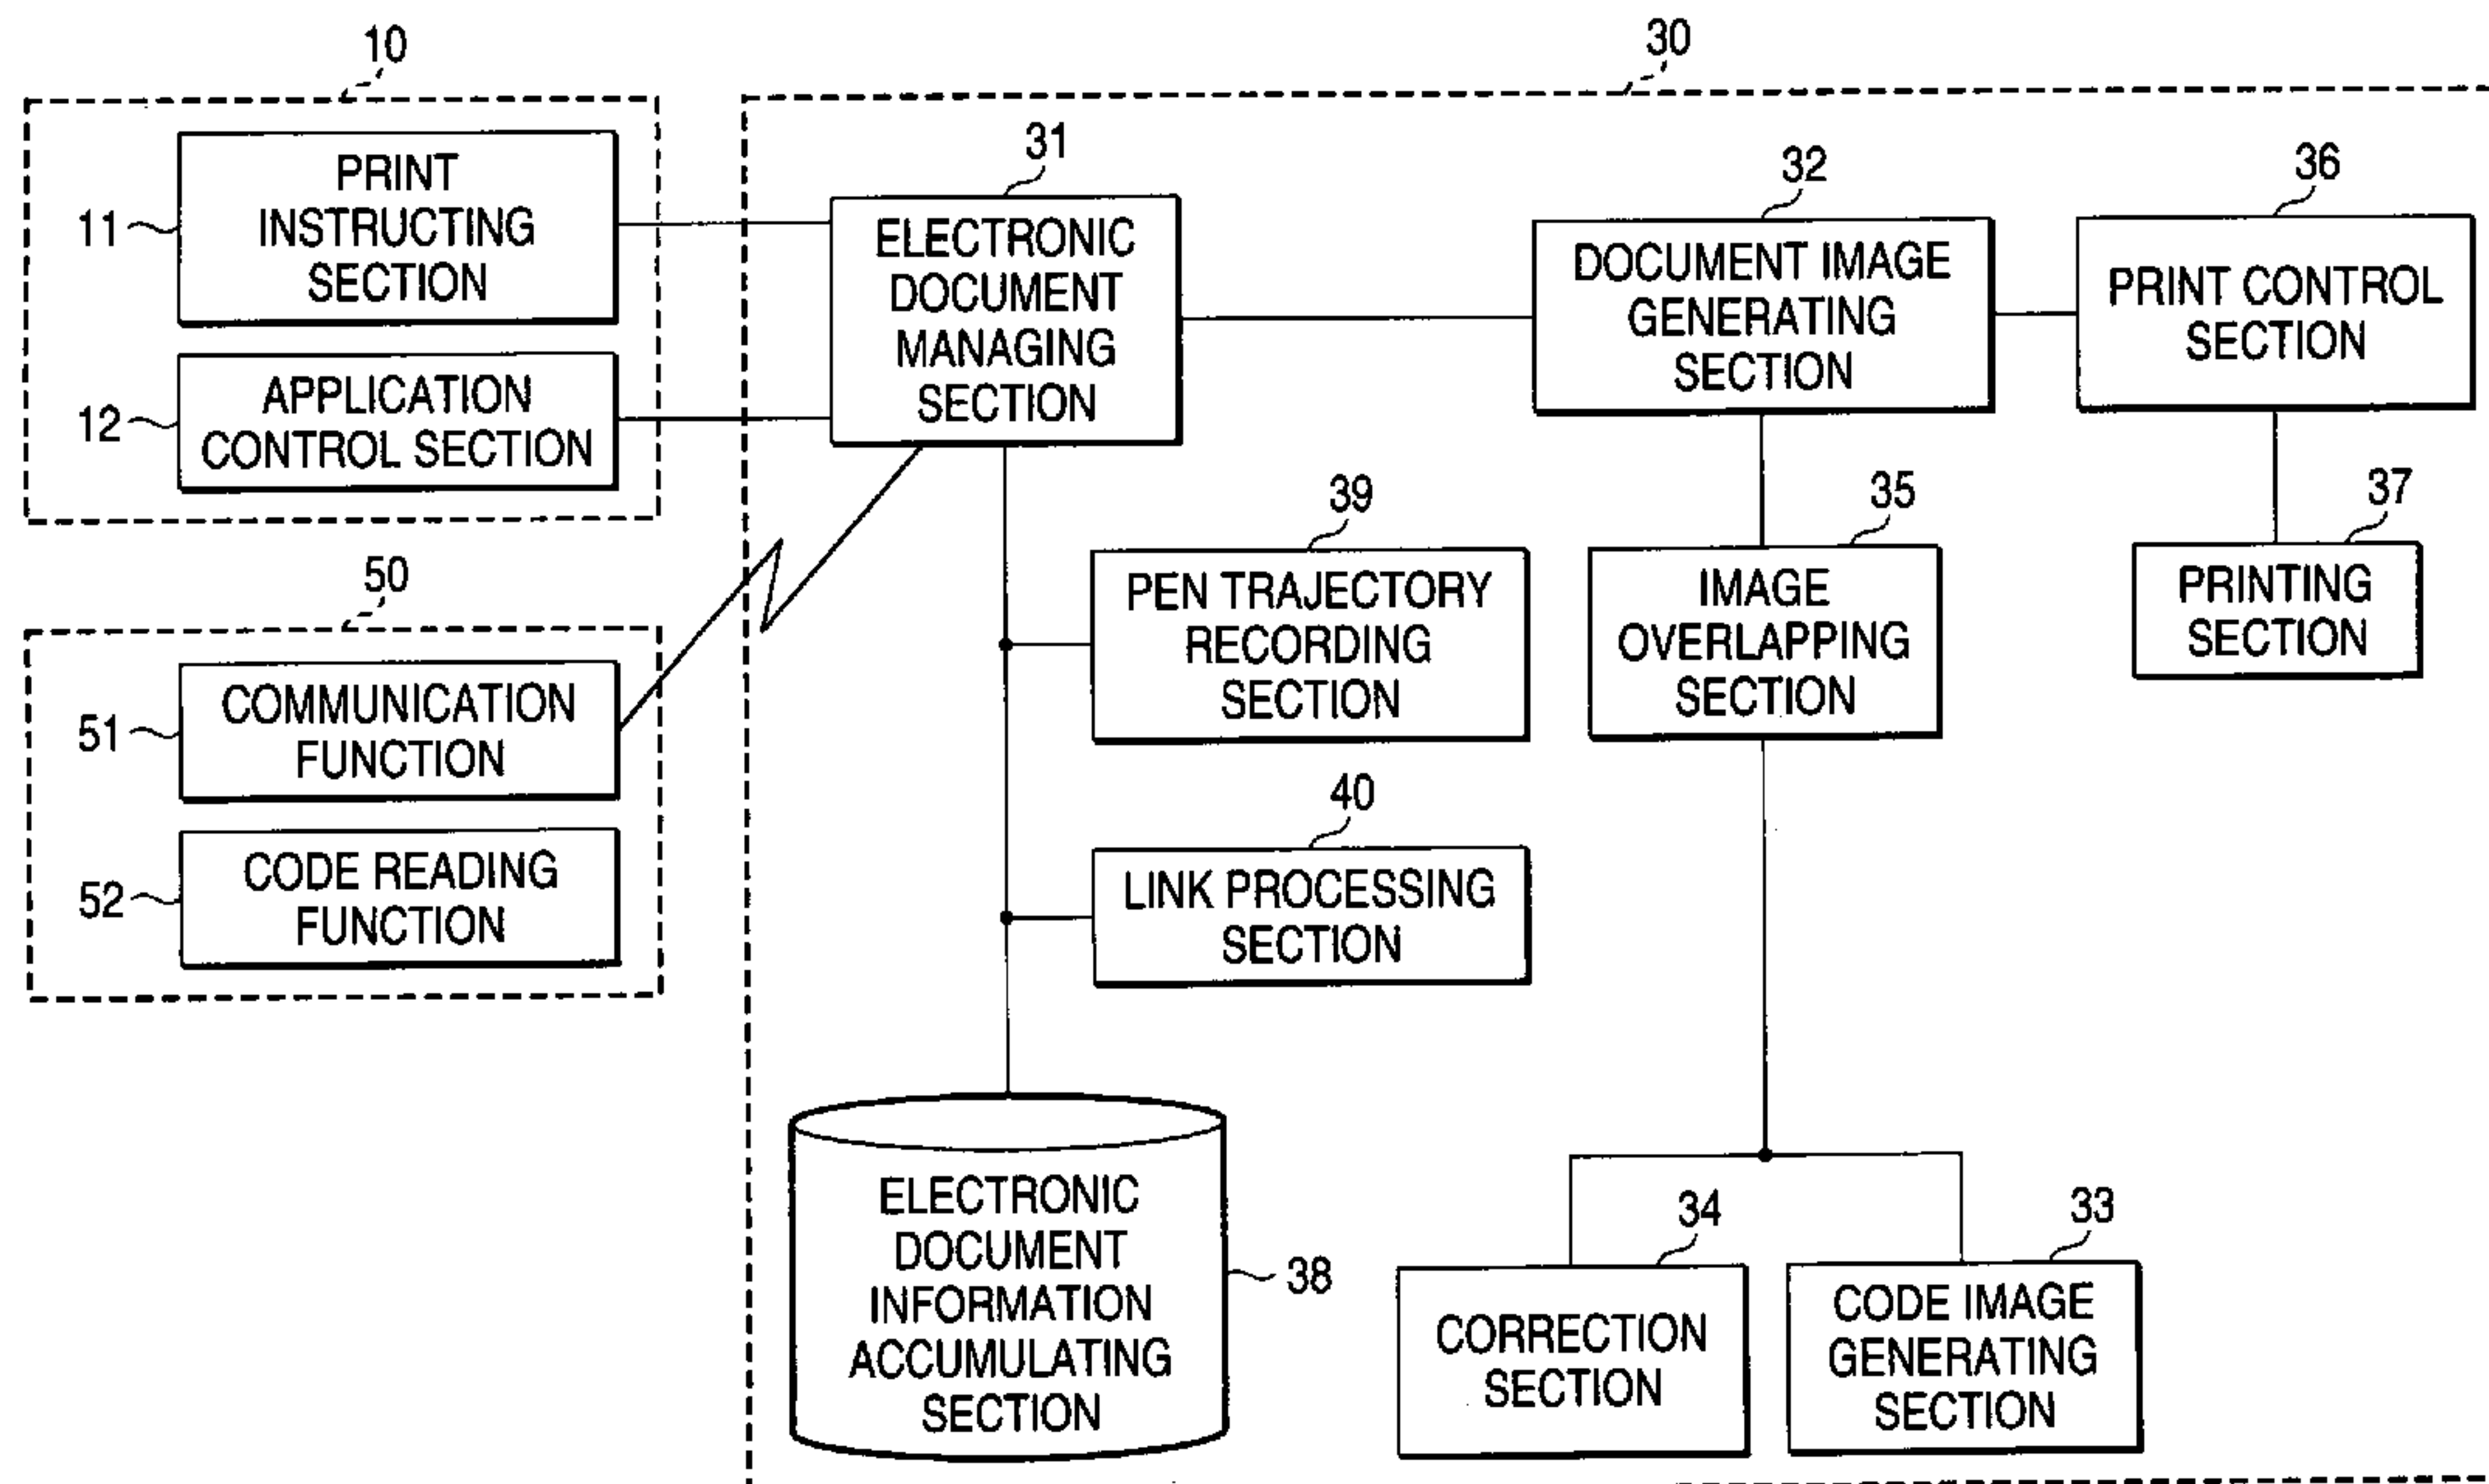 10
11
PRINT
INSTRUCTING
SECTION
12
APPLICATION
CONTROL SECTION
50
51
COMMUNICATION
FUNCTION
52
CODE READING
FUNCTION
30
31
ELECTRONIC
DOCUMENT
MANAGING
SECTION
32
DOCUMENT IMAGE
GENERATING
SECTION
36
PRINT CONTROL
SECTION
39
PEN TRAJECTORY
RECORDING
SECTION
35
IMAGE
OVERLAPPING
SECTION
37
PRINTING
SECTION
40
LINK PROCESSING
SECTION
ELECTRONIC
DOCUMENT
INFORMATION
ACCUMULATING
SECTION
38
34
CORRECTION
SECTION
33
CODE IMAGE
GENERATING
SECTION